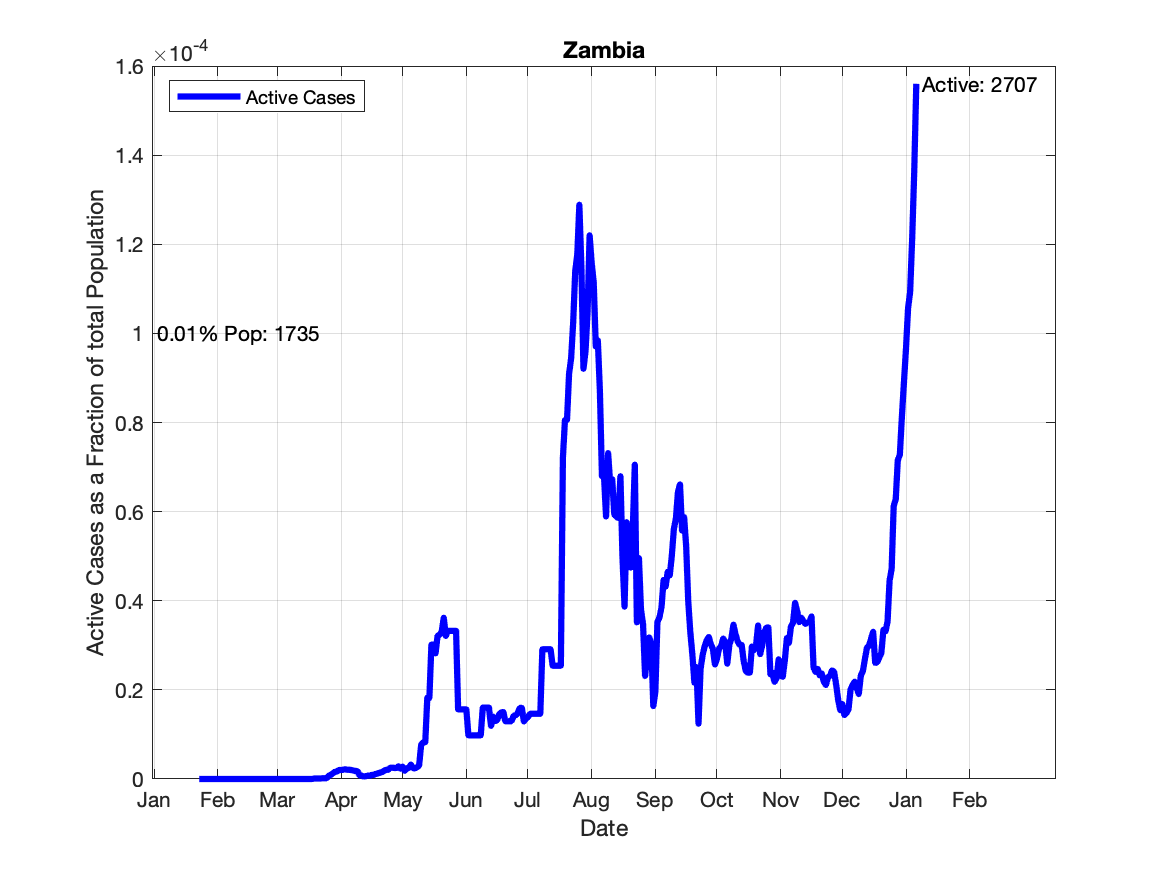 Zambia
×10-4
1.6
1.4
1.2
1
0.8
0.6
0.4
0.2
0
Active Cases as a Fraction of total Population
Active Cases
Active: 2707
0.01% Pop: 1735
Jan Feb Mar Apr May Jun Jul Aug Sep Oct Nov Dec Jan Feb
Date